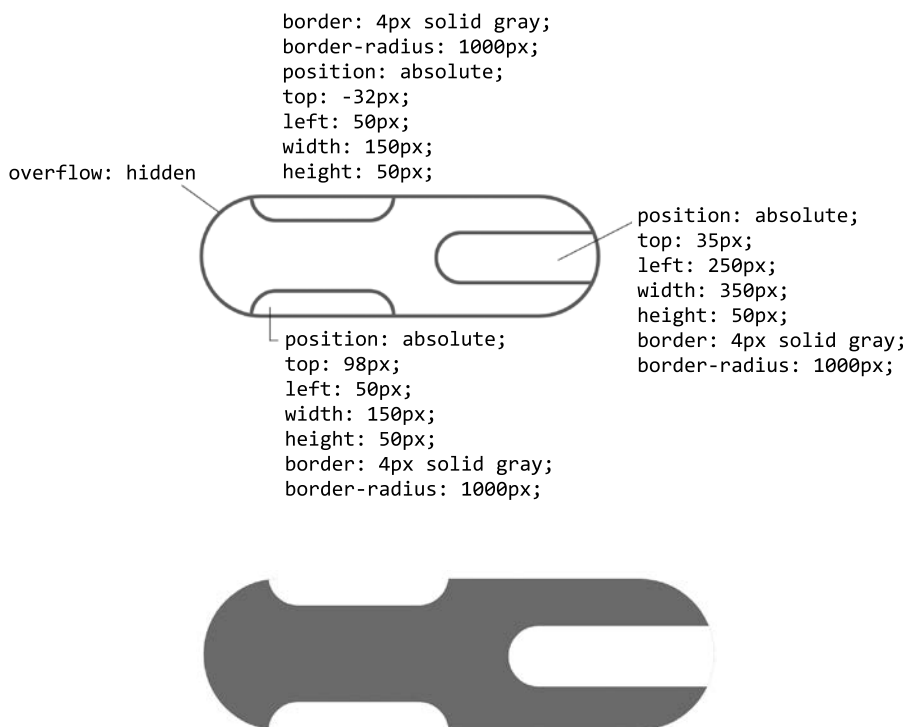 border: 4px solid gray;
border-radius: 1000px;
position: absolute;
top: -32px;
left: 50px;
width: 150px;
height: 50px;
overflow: hidden
position: absolute;
top: 35px;
left: 250px;
width: 350px;
height: 50px;
border: 4px solid gray;
border-radius: 1000px;
position: absolute;
top: 98px;
left: 50px;
width: 150px;
height: 50px;
border: 4px solid gray;
border-radius: 1000px;